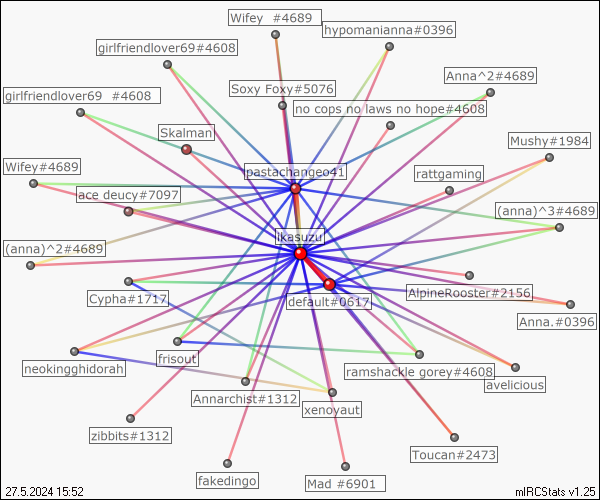 Wifey  #4689
hypomanianna#0396
girlfriendlover69#4608
Anna^2#4689
Soxy Foxy#5076
girlfriendlover69  #4608
no cops no laws no hope#4608
Skalman
Mushy#1984
Wifey#4689
pastachangeo41
rattgaming
ace deucy#7097
(anna)^3#4689
ikasuzu
(anna)^2#4689
Cypha#1717
default#0617
AlpineRooster#2156
Anna.#0396
frisout
neokingghidorah
ramshackle gorey#4608
avelicious
Annarchist#1312
xenoyaut
zibbits#1312
Toucan#2473
fakedingo
Mad #6901
27.5.2024 15:52
mIRCStats v1.25